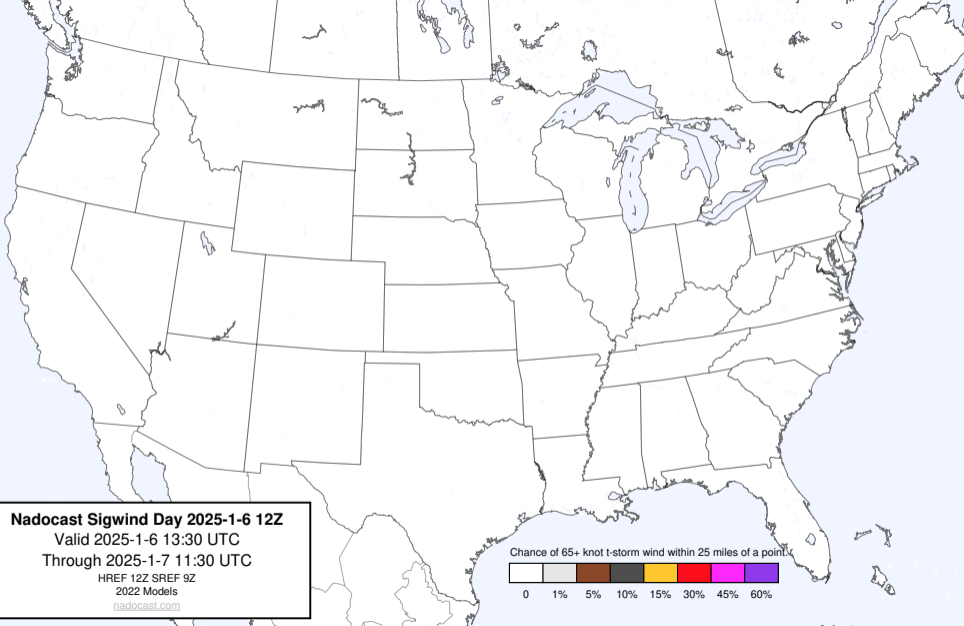 Nadocast Sigwind Day 2025-1-6 12Z
Valid 2025-1-6 13:30 UTC
Through 2025-1-7 11:30 UTC
HREF 12Z SREF 9Z
2022 Models
nadocast.com
Chance of 65+ knot t-storm wind within 25 miles of a point.
0 1% 5% 10% 15% 30% 45% 60%